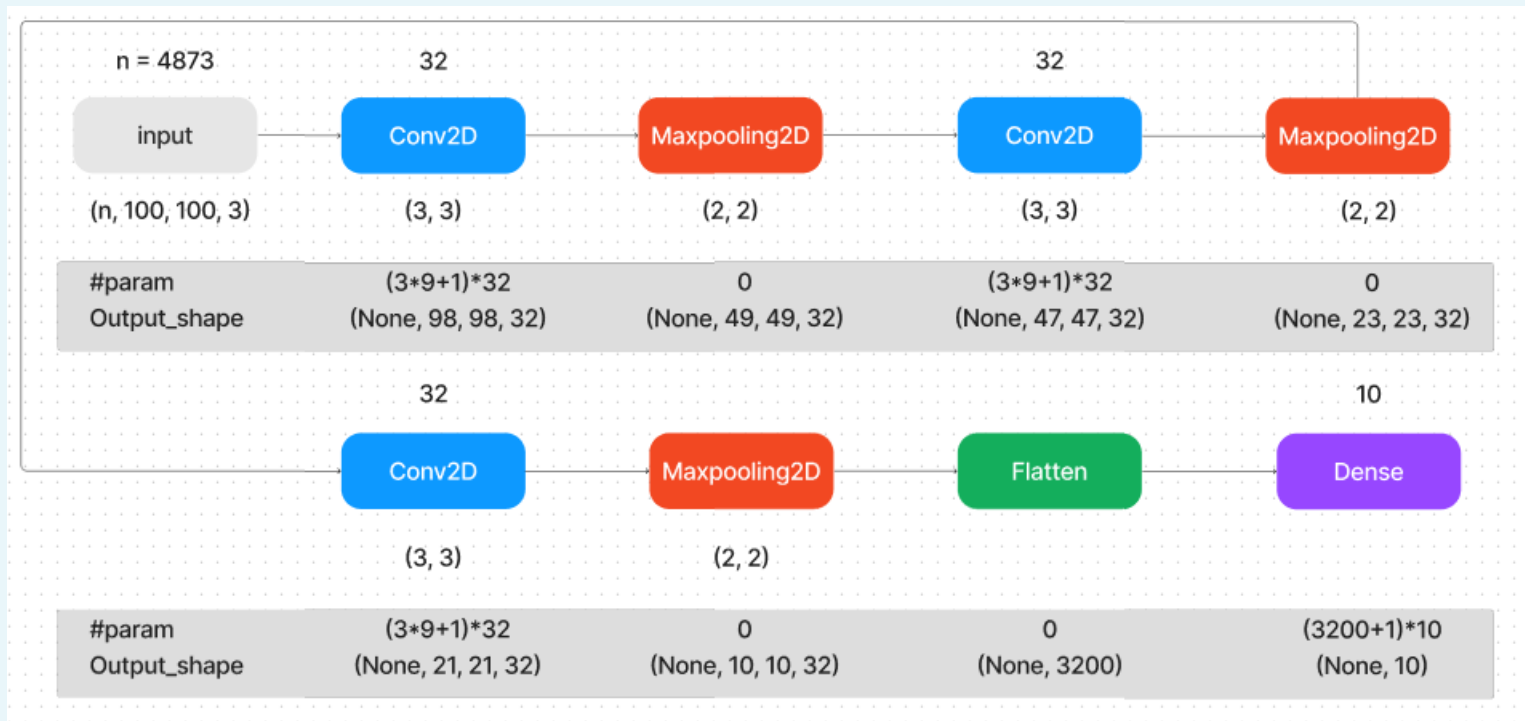 n = 4873 32 32
input Conv2D Maxpooling2D Conv2D Maxpooling2D
(n, 100, 100, 3) (3, 3) (2, 2) (3, 3) (2, 2)
#param (3*9+1)*32 0 (3*9+1)*32 0
Output_shape (None, 98, 98, 32) (None, 49, 49, 32) (None, 47, 47, 32) (None, 23, 23, 32)
32 10
Conv2D Maxpooling2D Flatten Dense
(3, 3) (2, 2)
#param (3*9+1)*32 0 0 (3200+1)*10
Output_shape (None, 21, 21, 32) (None, 10, 10, 32) (None, 3200) (None, 10)